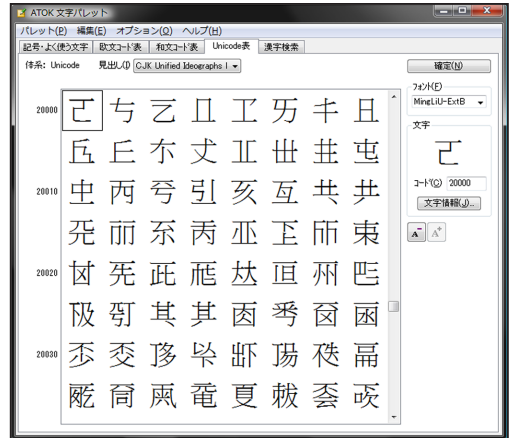 ATOK 文字パレット
パレット(P) 編集(E) オプション(O) ヘルプ(H)
記号・よく使う文字 欧文コード表 和文コード表 Unicode表 漢字検索
体系: Unicode 見出し(I) CJK Unified Ideographs I 確定(N)
フォント(F)
MingLiU-ExtB
文字
𠀀
コード(C) 20000
文字情報(J)...
A A
20000 𠀀 𠀁 𠀂 𠀃 𠀄 𠀅 𠀆 𠀇
𠀈 𠀉 𠀊 𠀋 𠀌 𠀍 𠀎 𠀏
20010 𠀐 𠀑 𠀒 𠀓 𠀔 𠀕 𠀖 𠀗
𠀘 𠀙 𠀚 𠀛 𠀜 𠀝 𠀞 𠀟
20020 𠀠 𠀡 𠀢 𠀣 𠀤 𠀥 𠀦 𠀧
𠀨 𠀩 𠀪 𠀫 𠀬 𠀭 𠀮 𠀯
20030 𠀰 𠀱 𠀲 𠀳 𠀴 𠀵 𠀶 𠀷
𠀸 𠀹 𠀺 𠀻 𠀼 𠀽 𠀾 𠀿